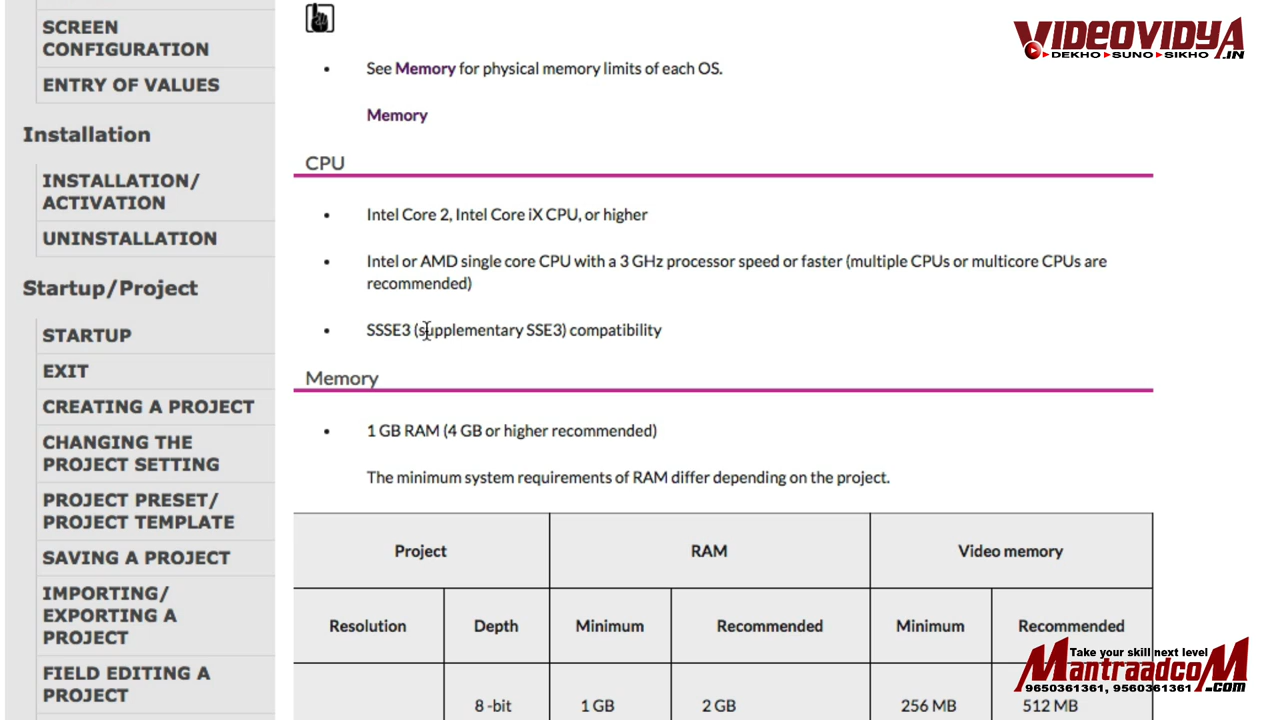 SCREEN
CONFIGURATION
ENTRY OF VALUES
Installation
INSTALLATION/
ACTIVATION
UNINSTALLATION
Startup/Project
STARTUP
EXIT
CREATING A PROJECT
CHANGING THE
PROJECT SETTING
PROJECT PRESET/
PROJECT TEMPLATE
SAVING A PROJECT
IMPORTING/
EXPORTING A
PROJECT
FIELD EDITING A
PROJECT
• See Memory for physical memory limits of each OS.
Memory
CPU
• Intel Core 2, Intel Core iX CPU, or higher
• Intel or AMD single core CPU with a 3 GHz processor speed or faster (multiple CPUs or multicore CPUs are
recommended)
• SSSE3 (supplementary SSE3) compatibility
Memory
• 1 GB RAM (4 GB or higher recommended)
The minimum system requirements of RAM differ depending on the project.
Project RAM Video memory
Resolution Depth Minimum Recommended Minimum Recommended
8 -bit 1 GB 2 GB 256 MB 512 MB
VIDEOVIDYA
DEKHO SUNO SIKHO .IN
Take your skill next level
MantraadcoM
9650361361, 9560361361 .com